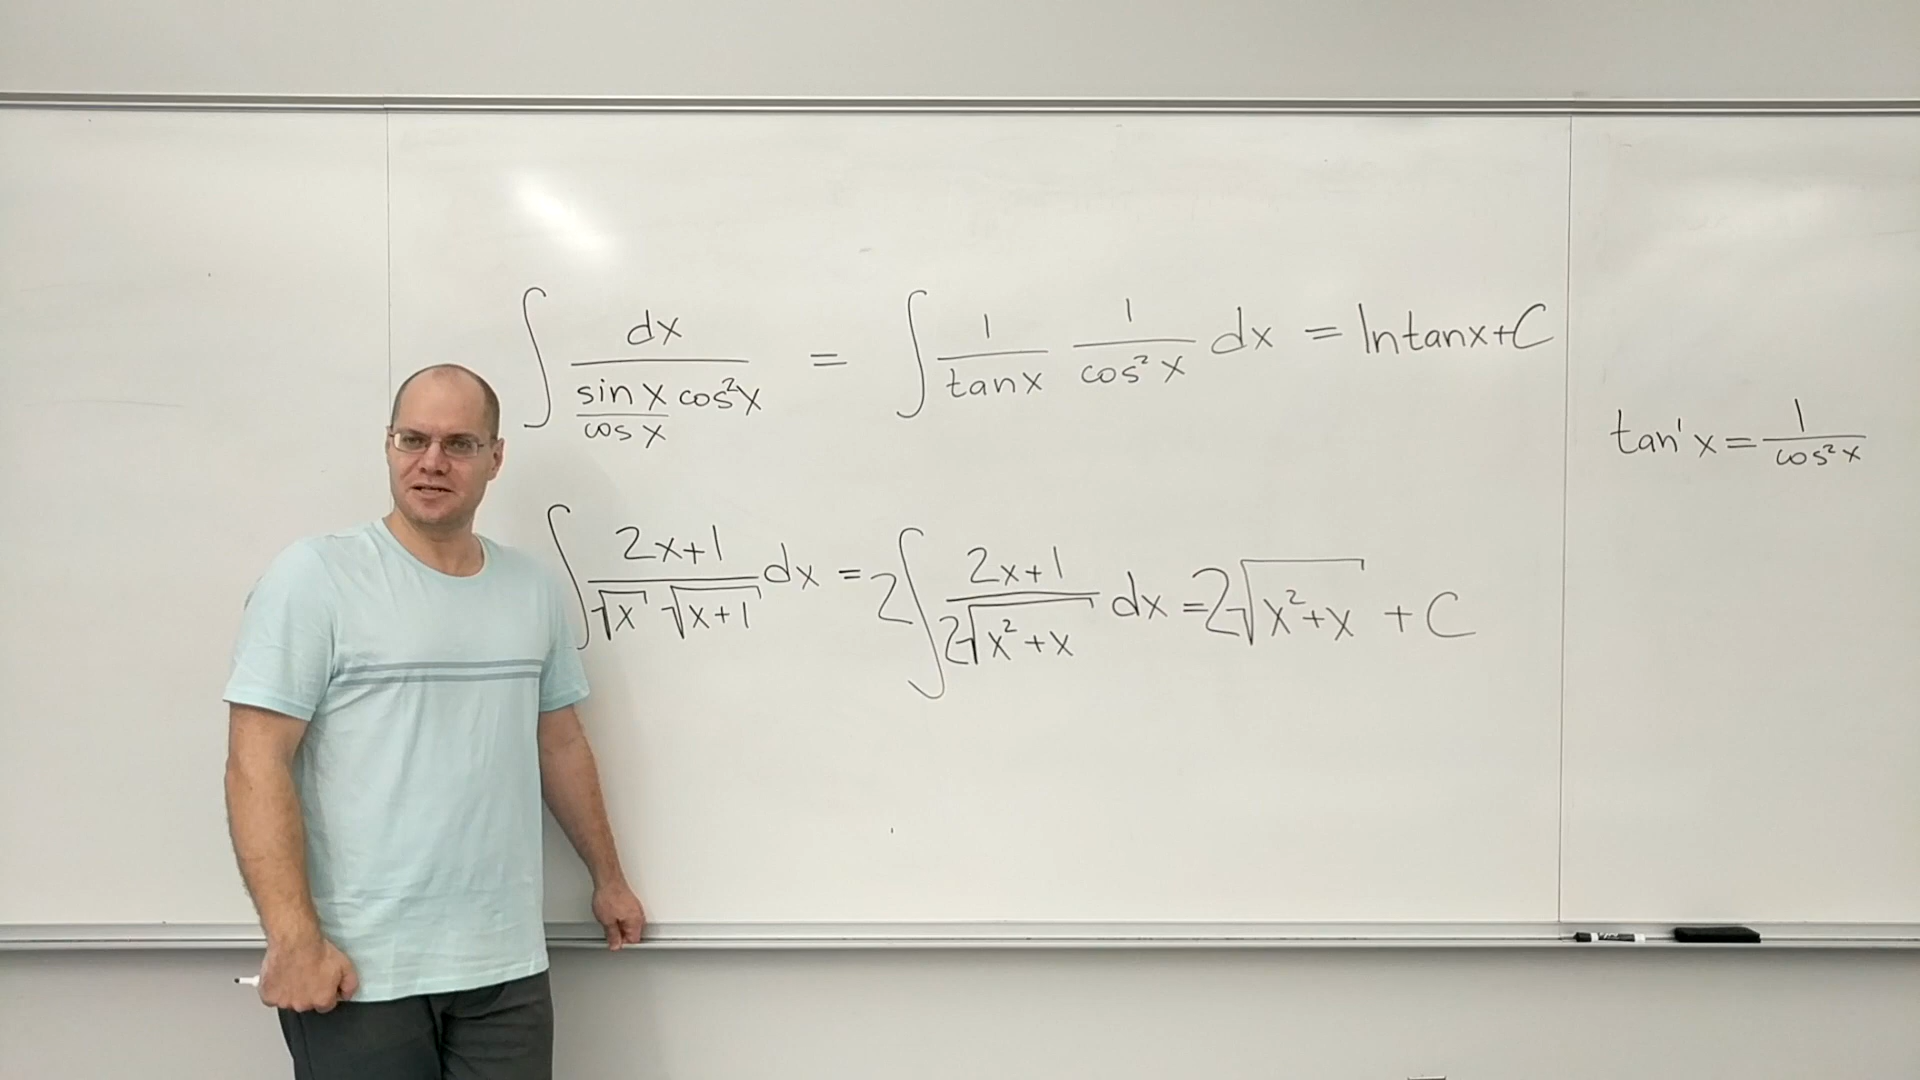 ∫ dx / ((sin x / cos x) cos²x) = ∫ (1 / tan x) (1 / cos²x) dx = ln tan x + C
tan' x = 1 / cos²x
∫ (2x+1) / (√x √(x+1)) dx = 2 ∫ (2x+1) / (2√(x²+x)) dx = 2√(x²+x) + C